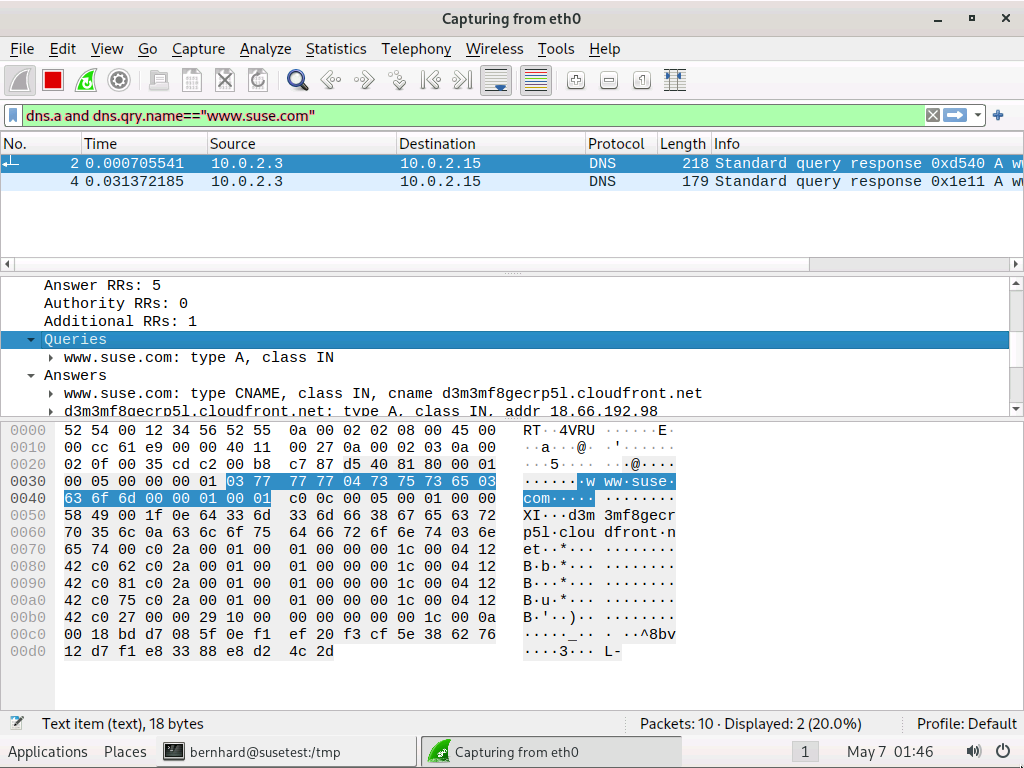 Capturing from eth0
File Edit View Go Capture Analyze Statistics Telephony Wireless Tools Help
dns.a and dns.qry.name=="www.suse.com"
No. Time Source Destination Protocol Length Info
2 0.000705541 10.0.2.3 10.0.2.15 DNS 218 Standard query response 0xd540 A ww
4 0.031372185 10.0.2.3 10.0.2.15 DNS 179 Standard query response 0x1e11 A ww
Answer RRs: 5
Authority RRs: 0
Additional RRs: 1
Queries
www.suse.com: type A, class IN
Answers
www.suse.com: type CNAME, class IN, cname d3m3mf8gecrp5l.cloudfront.net
d3m3mf8gecrp5l.cloudfront.net: type A, class IN, addr 18.66.192.98
0000 52 54 00 12 34 56 52 55 0a 00 02 02 08 00 45 00 RT··4VRU ······E·
0010 00 cc 61 e9 00 00 40 11 00 27 0a 00 02 03 0a 00 ··a···@· ·'······
0020 02 0f 00 35 cd c2 00 b8 c7 87 d5 40 81 80 00 01 ···5···· ···@····
0030 00 05 00 00 00 01 03 77 77 77 04 73 75 73 65 03 ·······w ww·suse·
0040 63 6f 6d 00 00 01 00 01 c0 0c 00 05 00 01 00 00 com····· ········
0050 58 49 00 1f 0e 64 33 6d 33 6d 66 38 67 65 63 72 XI···d3m 3mf8gecr
0060 70 35 6c 0a 63 6c 6f 75 64 66 72 6f 6e 74 03 6e p5l·clou dfront·n
0070 65 74 00 c0 2a 00 01 00 01 00 00 00 1c 00 04 12 et··*··· ········
0080 42 c0 62 c0 2a 00 01 00 01 00 00 00 1c 00 04 12 B·b·*··· ········
0090 42 c0 81 c0 2a 00 01 00 01 00 00 00 1c 00 04 12 B···*··· ········
00a0 42 c0 75 c0 2a 00 01 00 01 00 00 00 1c 00 04 12 B·u·*··· ········
00b0 42 c0 27 00 00 29 10 00 00 00 00 00 1c 00 0a B·'··)·· ········
00c0 00 18 bd d7 08 5f 0e f1 ef 20 f3 cf 5e 38 62 76 ·····_·· · ··^8bv
00d0 12 d7 f1 e8 33 88 e8 d2 4c 2d ····3··· L-
Text item (text), 18 bytes Packets: 10 · Displayed: 2 (20.0%) Profile: Default
Applications Places bernhard@susetest:/tmp Capturing from eth0 1 May 7 01:46